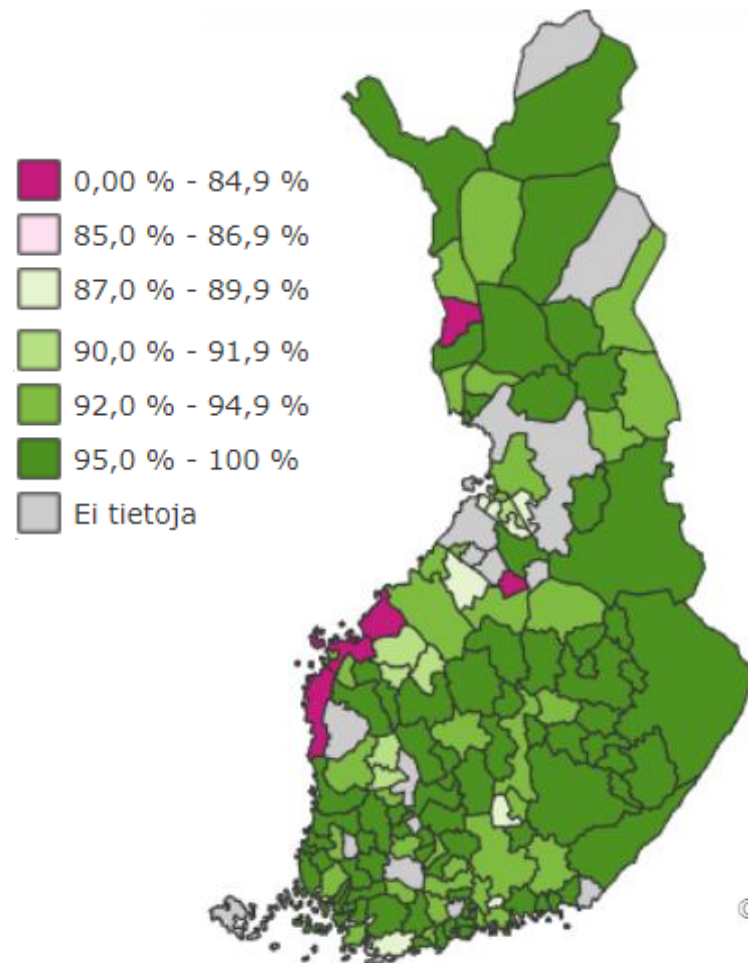 0,00 % - 84,9 %
85,0 % - 86,9 %
87,0 % - 89,9 %
90,0 % - 91,9 %
92,0 % - 94,9 %
95,0 % - 100 %
Ei tietoja
©